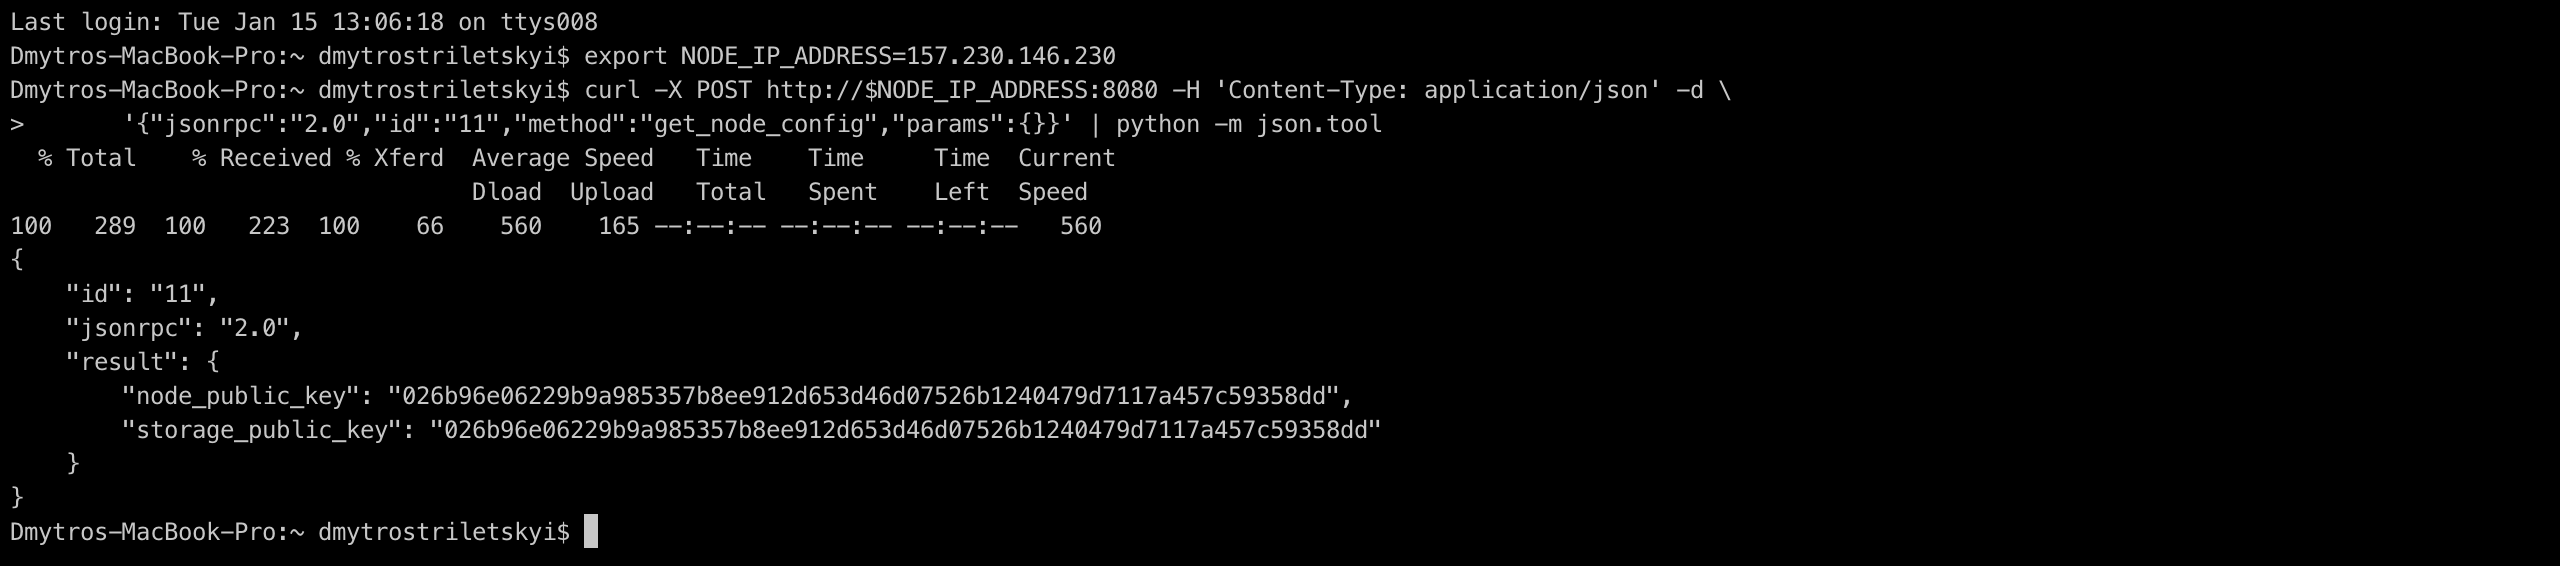 Last login: Tue Jan 15 13:06:18 on ttys008
Dmytros-MacBook-Pro:~ dmytrostriletskyi$ export NODE_IP_ADDRESS=157.230.146.230
Dmytros-MacBook-Pro:~ dmytrostriletskyi$ curl -X POST http://$NODE_IP_ADDRESS:8080 -H 'Content-Type: application/json' -d \
>       '{"jsonrpc":"2.0","id":"11","method":"get_node_config","params":{}}' | python -m json.tool
  % Total    % Received % Xferd  Average Speed   Time    Time     Time  Current
                                 Dload  Upload   Total   Spent    Left  Speed
100   289  100   223  100    66    560    165 --:--:-- --:--:-- --:--:--   560
{
    "id": "11",
    "jsonrpc": "2.0",
    "result": {
        "node_public_key": "026b96e06229b9a985357b8ee912d653d46d07526b1240479d7117a457c59358dd",
        "storage_public_key": "026b96e06229b9a985357b8ee912d653d46d07526b1240479d7117a457c59358dd"
    }
}
Dmytros-MacBook-Pro:~ dmytrostriletskyi$